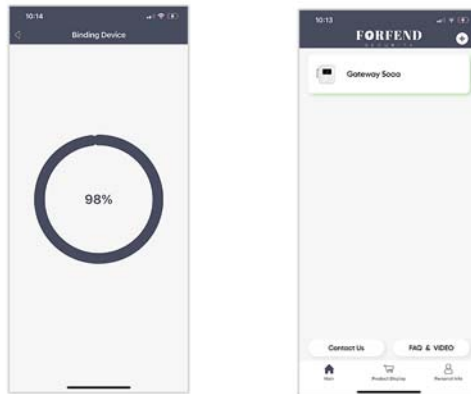 10:14
Binding Device
98%
10:13
FORFEND
SECURITY
Gateway 5oaa
Contact Us
FAQ & VIDEO
Main
Product Display
Personal Info